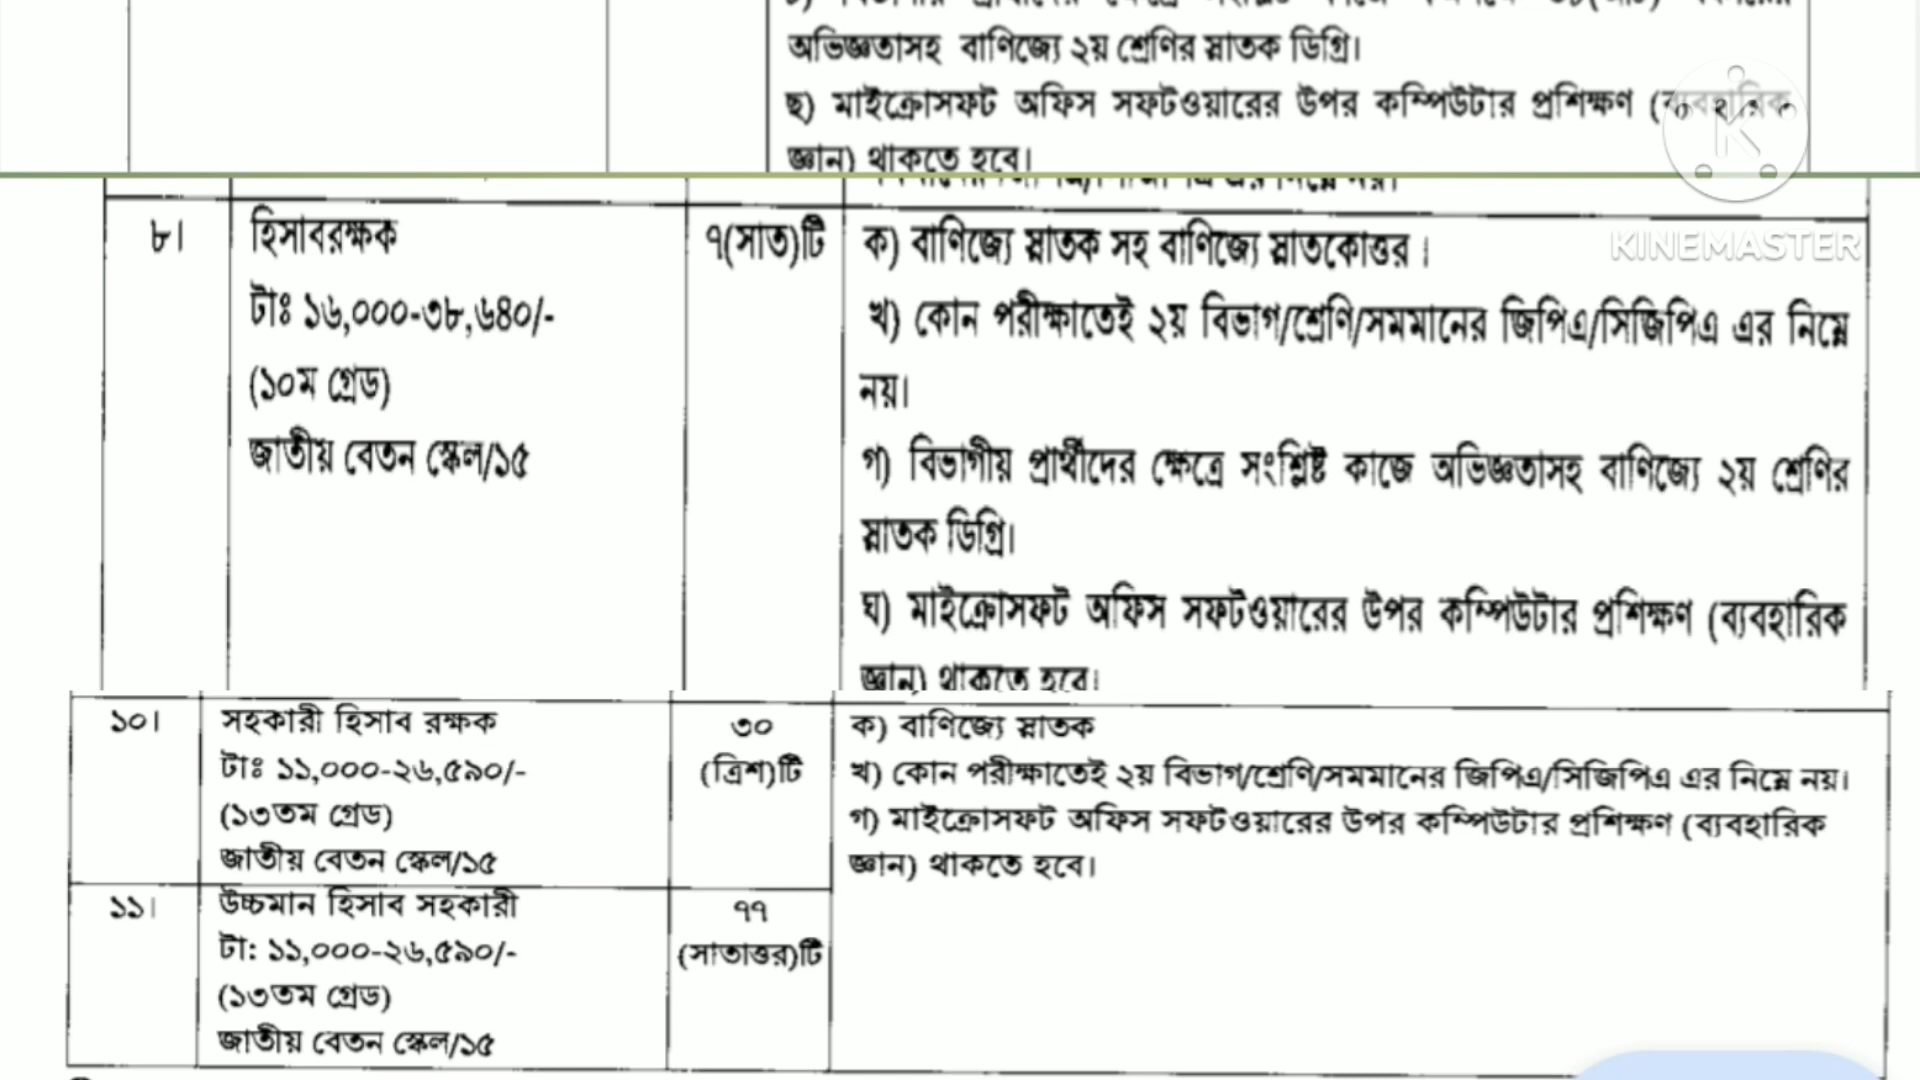 অভিজ্ঞতাসহ বাণিজ্যে ২য় শ্রেণির স্নাতক ডিগ্রি।
ছ) মাইক্রোসফট অফিস সফটওয়ারের উপর কম্পিউটার প্রশিক্ষণ (ব্যবহারিক
জ্ঞান) থাকতে হবে।
KINEMASTER
৮।
হিসাবরক্ষক
টাঃ ১৬,০০০-৩৮,৬৪০/-
(১০ম গ্রেড)
জাতীয় বেতন স্কেল/১৫
৭(সাত)টি
ক) বাণিজ্যে স্নাতক সহ বাণিজ্যে স্নাতকোত্তর।
খ) কোন পরীক্ষাতেই ২য় বিভাগ/শ্রেণি/সমমানের জিপিএ/সিজিপিএ এর নিম্নে
নয়।
গ) বিভাগীয় প্রার্থীদের ক্ষেত্রে সংশ্লিষ্ট কাজে অভিজ্ঞতাসহ বাণিজ্যে ২য় শ্রেণির
স্নাতক ডিগ্রি।
ঘ) মাইক্রোসফট অফিস সফটওয়ারের উপর কম্পিউটার প্রশিক্ষণ (ব্যবহারিক
জ্ঞান) থাকতে হবে।
১০।
সহকারী হিসাব রক্ষক
টাঃ ১১,০০০-২৬,৫৯০/-
(১৩তম গ্রেড)
জাতীয় বেতন স্কেল/১৫
৩০
(ত্রিশ)টি
ক) বাণিজ্যে স্নাতক
খ) কোন পরীক্ষাতেই ২য় বিভাগ/শ্রেণি/সমমানের জিপিএ/সিজিপিএ এর নিম্নে নয়।
গ) মাইক্রোসফট অফিস সফটওয়ারের উপর কম্পিউটার প্রশিক্ষণ (ব্যবহারিক
জ্ঞান) থাকতে হবে।
১১।
উচ্চমান হিসাব সহকারী
টা: ১১,০০০-২৬,৫৯০/-
(১৩তম গ্রেড)
জাতীয় বেতন স্কেল/১৫
৭৭
(সাতাত্তর)টি